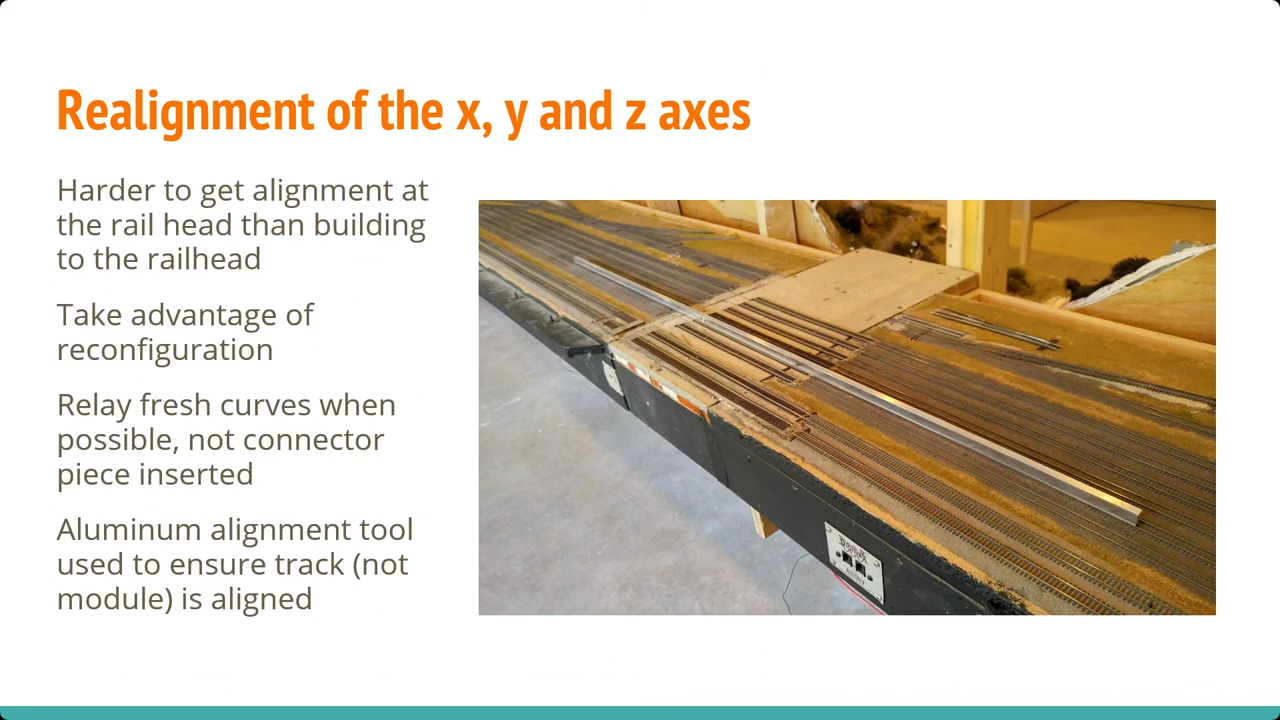 Realignment of the x, y and z axes
Harder to get alignment at
the rail head than building
to the railhead
Take advantage of
reconfiguration
Relay fresh curves when
possible, not connector
piece inserted
Aluminum alignment tool
used to ensure track (not
module) is aligned